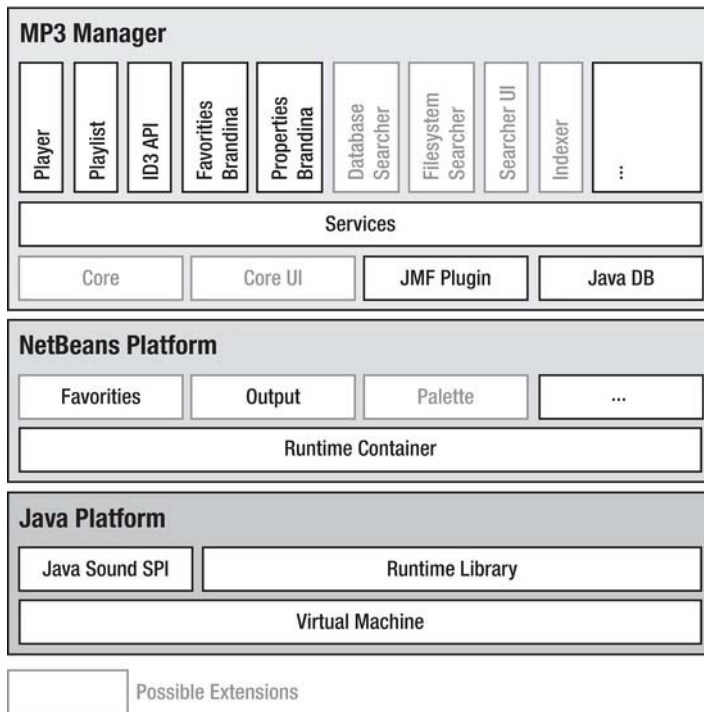 MP3 Manager
Player
Playlist
ID3 API
Favorities
Brandina
Properties
Brandina
Database
Searcher
Filesystem
Searcher
Searcher UI
Indexer
...
Services
Core
Core UI
JMF Plugin
Java DB
NetBeans Platform
Favorities
Output
Palette
...
Runtime Container
Java Platform
Java Sound SPI
Runtime Library
Virtual Machine
Possible Extensions